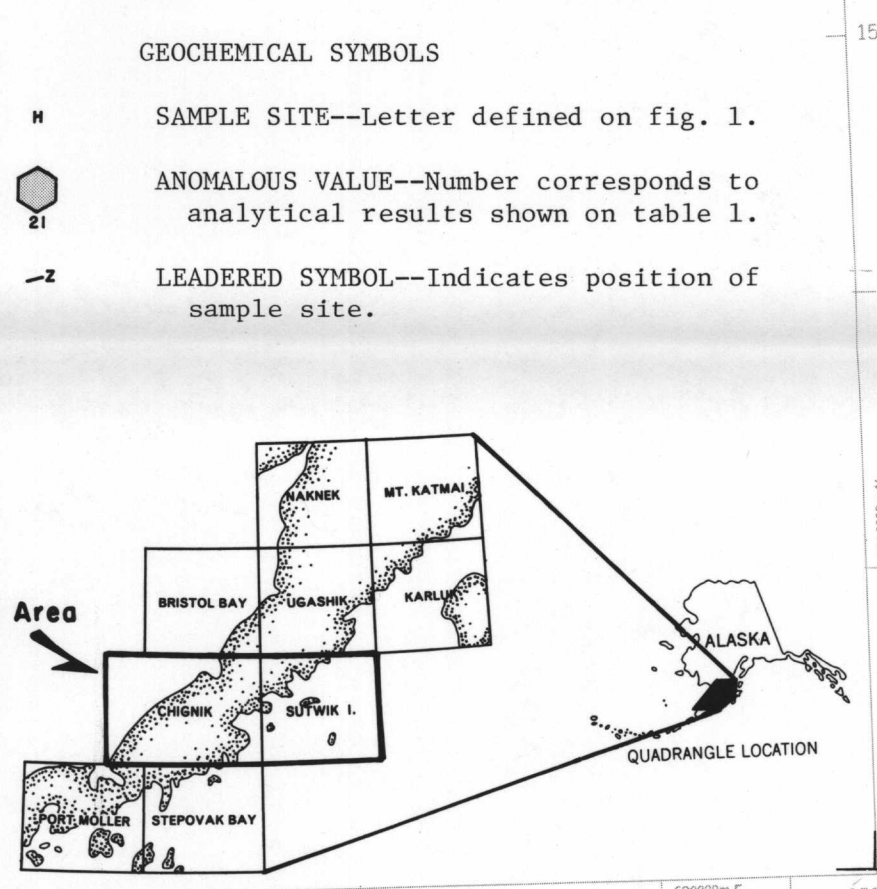 15
GEOCHEMICAL SYMBOLS
H SAMPLE SITE--Letter defined on fig. 1.
ANOMALOUS VALUE--Number corresponds to
21 analytical results shown on table 1.
—Z LEADERED SYMBOL--Indicates position of
sample site.
NAKNEK
MT. KATMAI
BRISTOL BAY
UGASHIK
KARLUK
Area
ALASKA
CHIGNIK
SUTWIK I.
QUADRANGLE LOCATION
PORT MOLLER
STEPOVAK BAY